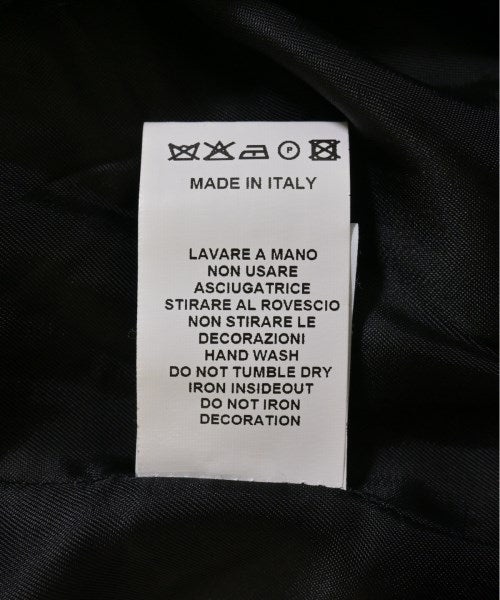 MADE IN ITALY
LAVARE A MANO
NON USARE
ASCIUGATRICE
STIRARE AL ROVESCIO
NON STIRARE LE
DECORAZIONI
HAND WASH
DO NOT TUMBLE DRY
IRON INSIDEOUT
DO NOT IRON
DECORATION